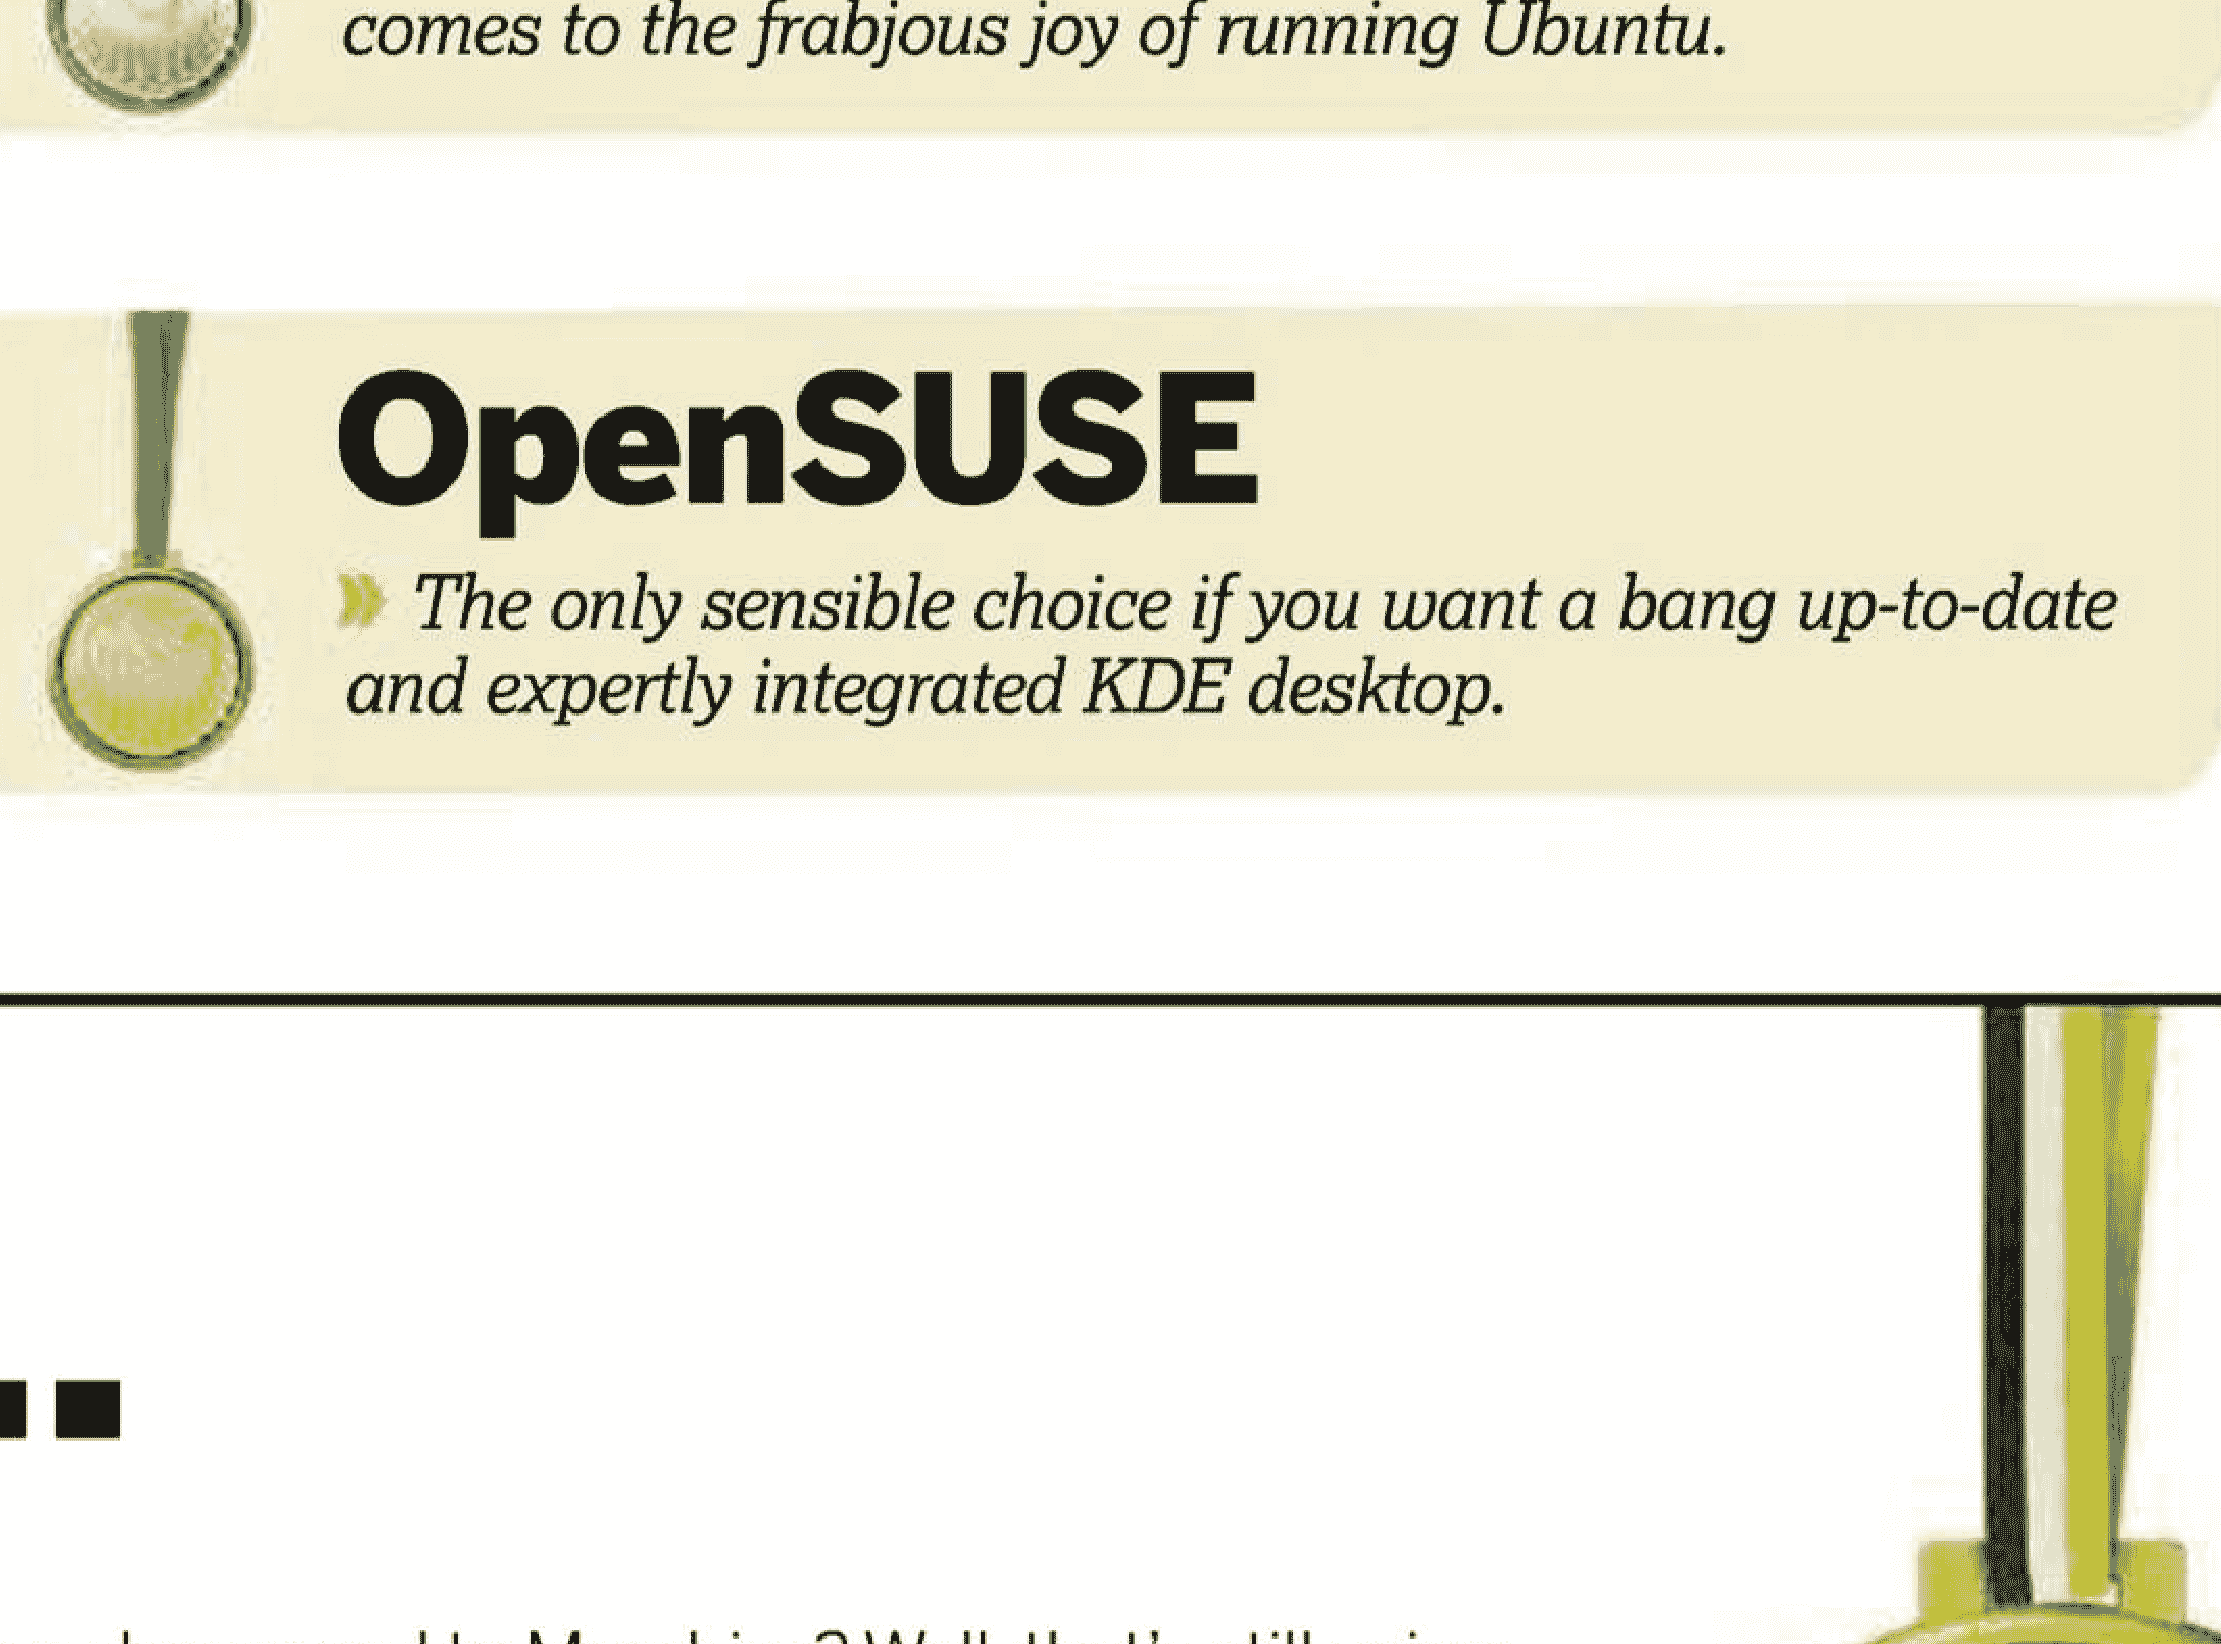 comes to the frabjous joy of running Ubuntu.
OpenSUSE
» The only sensible choice if you want a bang up-to-date
and expertly integrated KDE desktop.
..